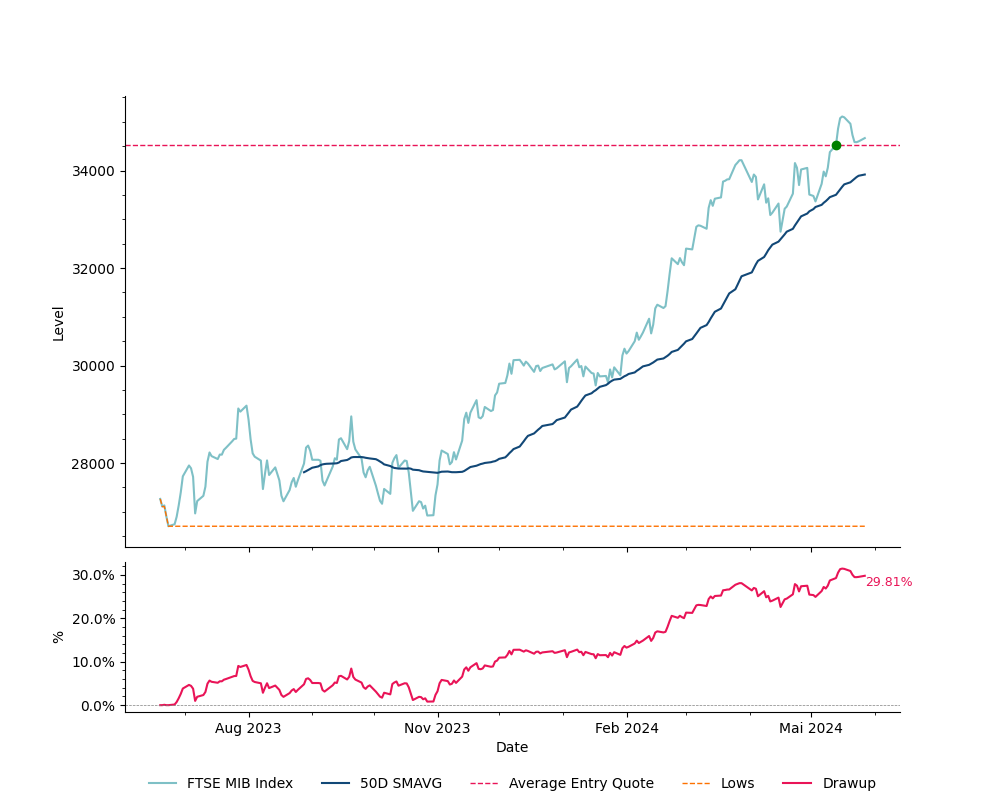 34000
32000
Level
30000
28000
30.0%
29.81%
20.0%
%
10.0%
0.0%
Aug 2023 Nov 2023 Feb 2024 Mai 2024
Date
FTSE MIB Index 50D SMAVG Average Entry Quote Lows Drawup